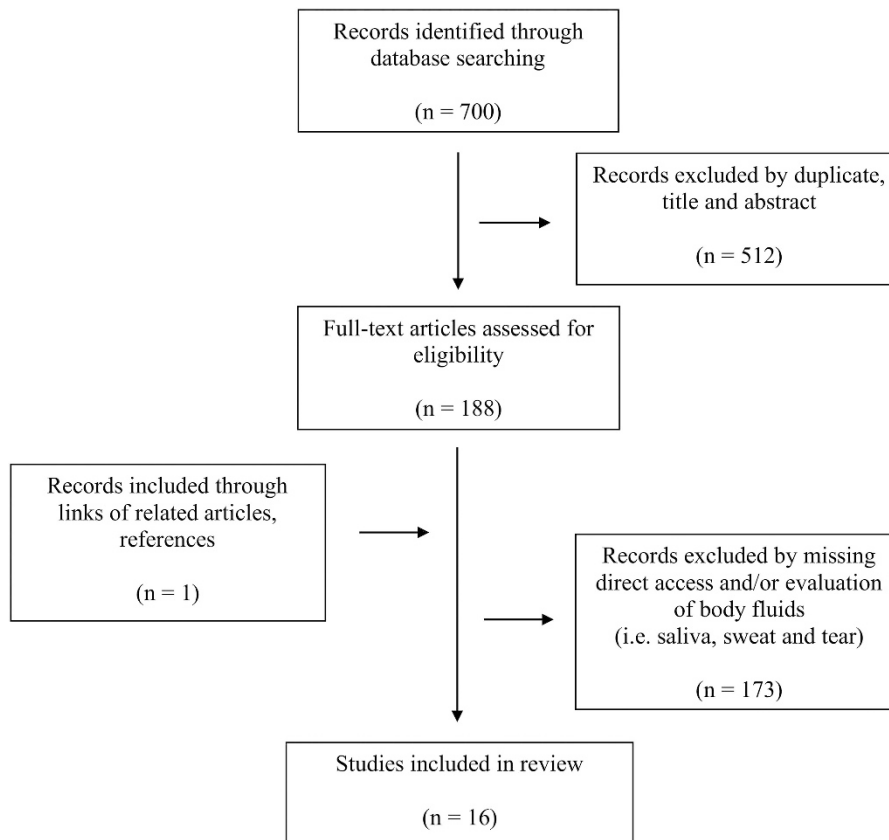 Records identified through
database searching
(n = 700)
Records excluded by duplicate,
title and abstract
(n = 512)
Full-text articles assessed for
eligibility
(n = 188)
Records included through
links of related articles,
references
(n = 1)
Records excluded by missing
direct access and/or evaluation
of body fluids
(i.e. saliva, sweat and tear)
(n = 173)
Studies included in review
(n = 16)